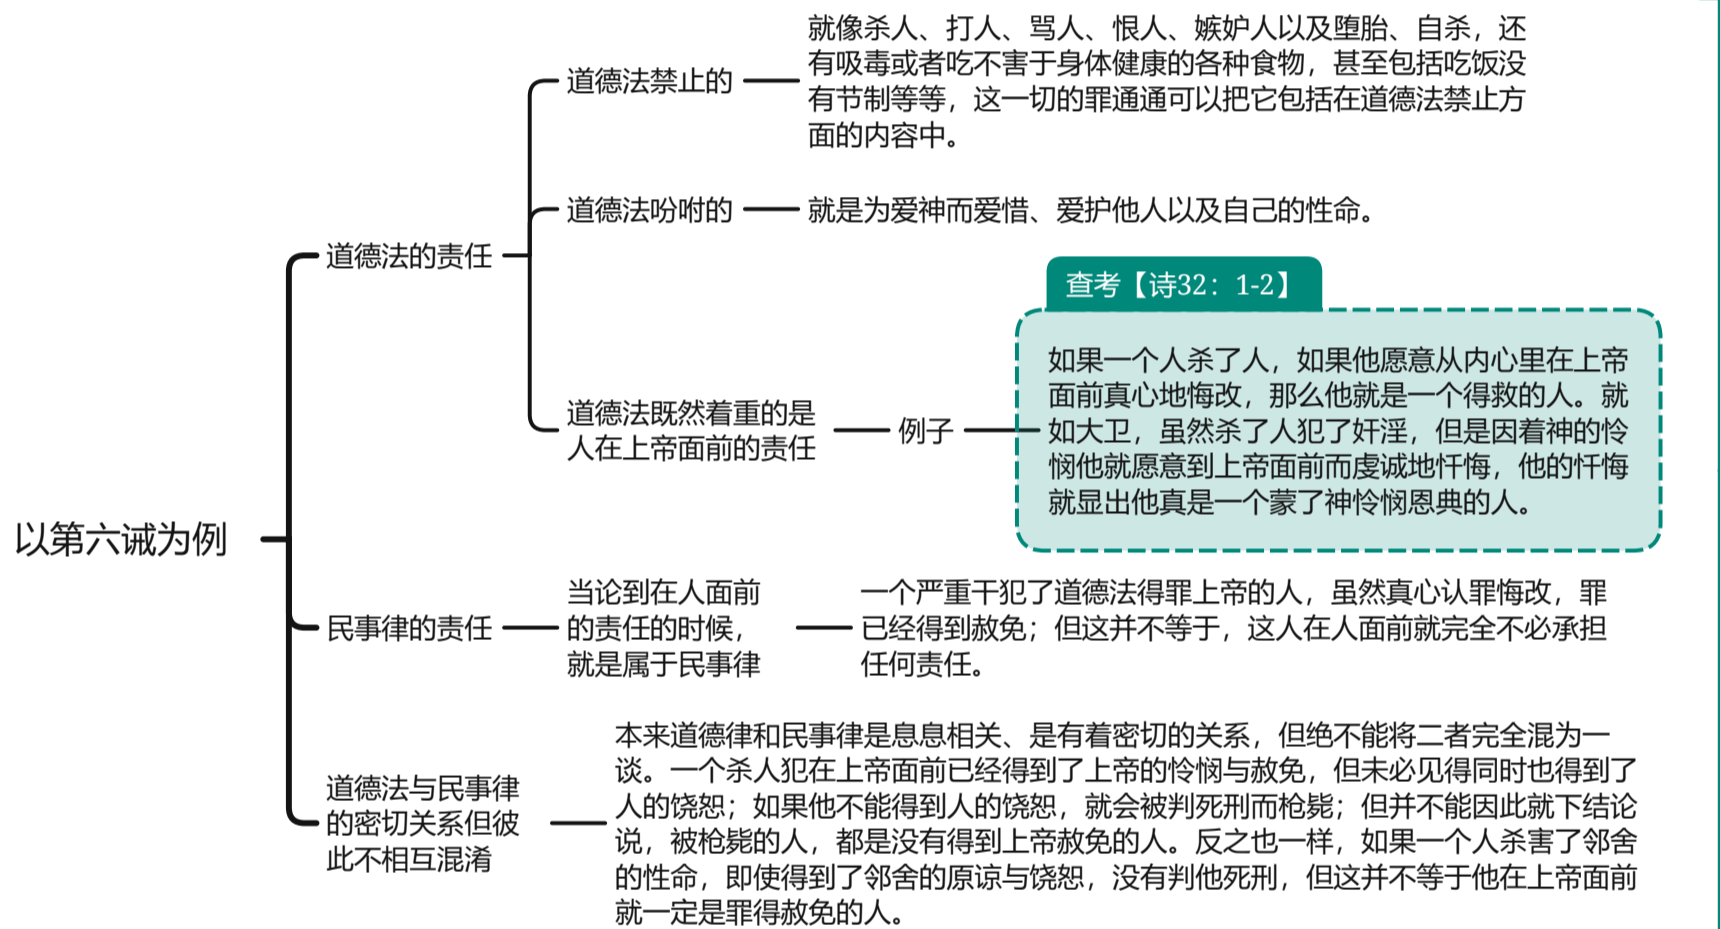 以第六诫为例
道德法的责任
道德法禁止的
就像杀人、打人、骂人、恨人、嫉妒人以及堕胎、自杀，还
有吸毒或者吃不害于身体健康的各种食物，甚至包括吃饭没
有节制等等，这一切的罪通通可以把它包括在道德法禁止方
面的内容中。
道德法吩咐的
就是为爱神而爱惜、爱护他人以及自己的性命。
道德法既然着重的是
人在上帝面前的责任
例子
查考【诗32：1-2】
如果一个人杀了人，如果他愿意从内心里在上帝
面前真心地悔改，那么他就是一个得救的人。就
如大卫，虽然杀了人犯了奸淫，但是因着神的怜
悯他就愿意到上帝面前而虔诚地忏悔，他的忏悔
就显出他真是一个蒙了神怜悯恩典的人。
民事律的责任
当论到在人面前
的责任的时候，
就是属于民事律
一个严重干犯了道德法得罪上帝的人，虽然真心认罪悔改，罪
已经得到赦免；但这并不等于，这人在人面前就完全不必承担
任何责任。
道德法与民事律
的密切关系但彼
此不相互混淆
本来道德律和民事律是息息相关、是有着密切的关系，但绝不能将二者完全混为一
谈。一个杀人犯在上帝面前已经得到了上帝的怜悯与赦免，但未必见得同时也得到了
人的饶恕；如果他不能得到人的饶恕，就会被判死刑而枪毙；但并不能因此就下结论
说，被枪毙的人，都是没有得到上帝赦免的人。反之也一样，如果一个人杀害了邻舍
的性命，即使得到了邻舍的原谅与饶恕，没有判他死刑，但这并不等于他在上帝面前
就一定是罪得赦免的人。